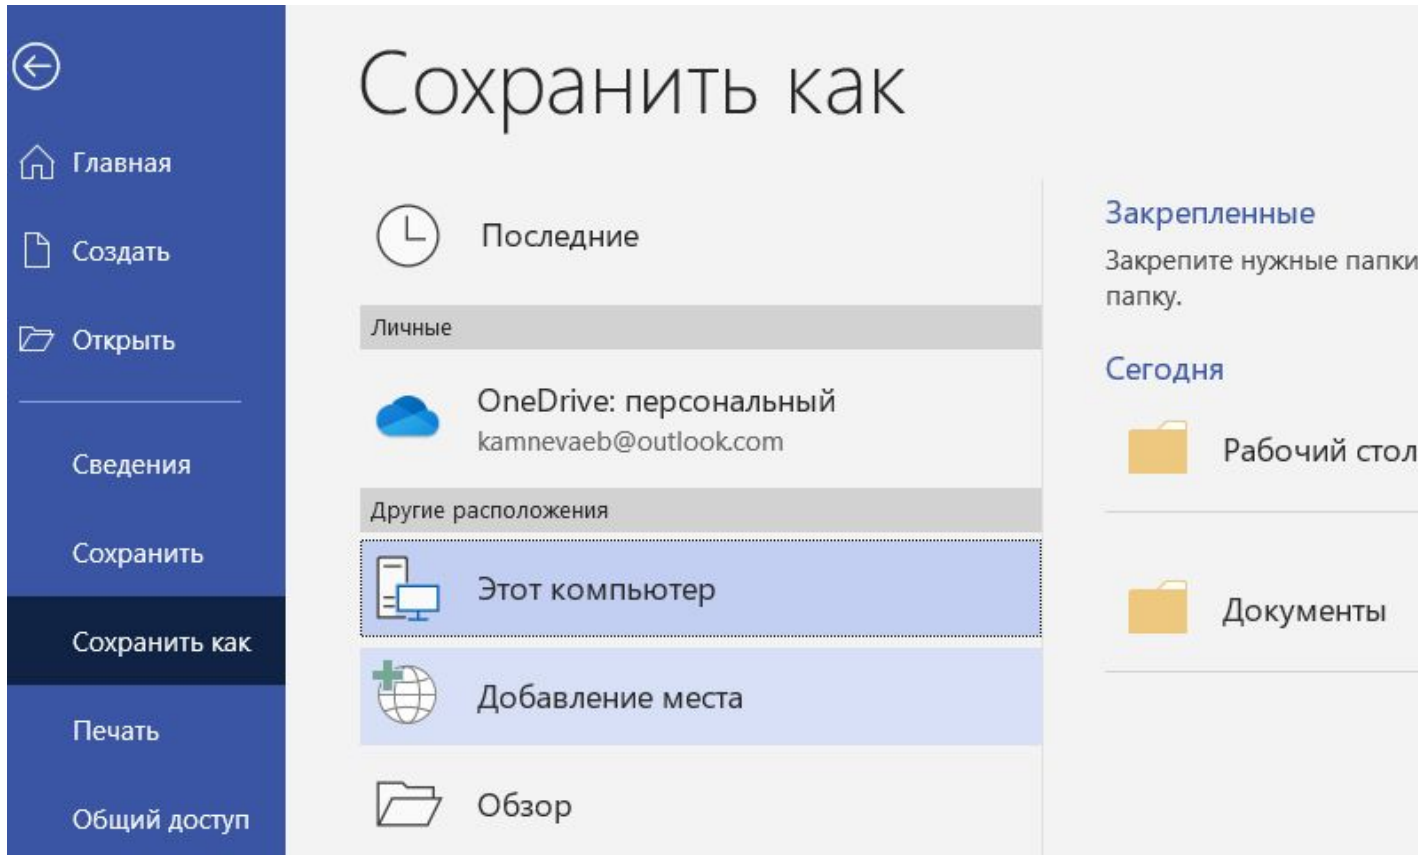 Сохранить как
Главная
Создать
Открыть
Сведения
Сохранить
Сохранить как
Печать
Общий доступ
Последние
Личные
OneDrive: персональный
kamnevaeb@outlook.com
Другие расположения
Этот компьютер
Добавление места
Обзор
Закрепленные
Закрепите нужные папки
папку.
Сегодня
Рабочий стол
Документы